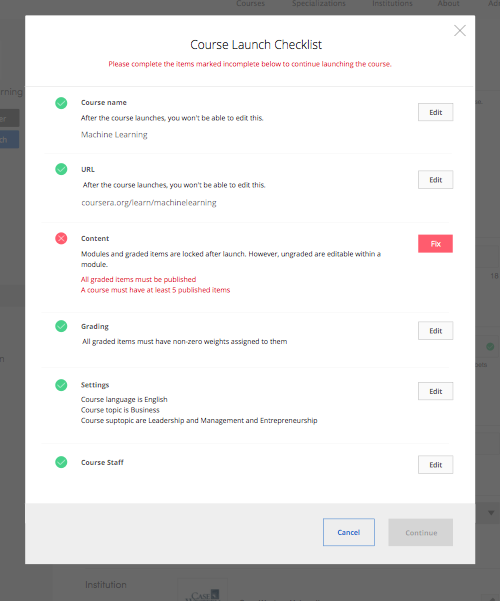 Courses Specializations Institutions About
Course Launch Checklist
Please complete the items marked incomplete below to continue launching the course.
Course name
After the course launches, you won't be able to edit this.
Edit
Machine Learning
URL
After the course launches, you won't be able to edit this.
Edit
coursera.org/learn/machinelearning
Content
Modules and graded items are locked after launch. However, ungraded are editable within a
module.
Fix
All graded items must be published
A course must have at least 5 published items
Grading
All graded items must have non-zero weights assigned to them
Edit
Settings
Course language is English
Course topic is Business
Course suptopic are Leadership and Management and Entrepreneurship
Edit
Course Staff
Edit
Cancel
Continue
Institution